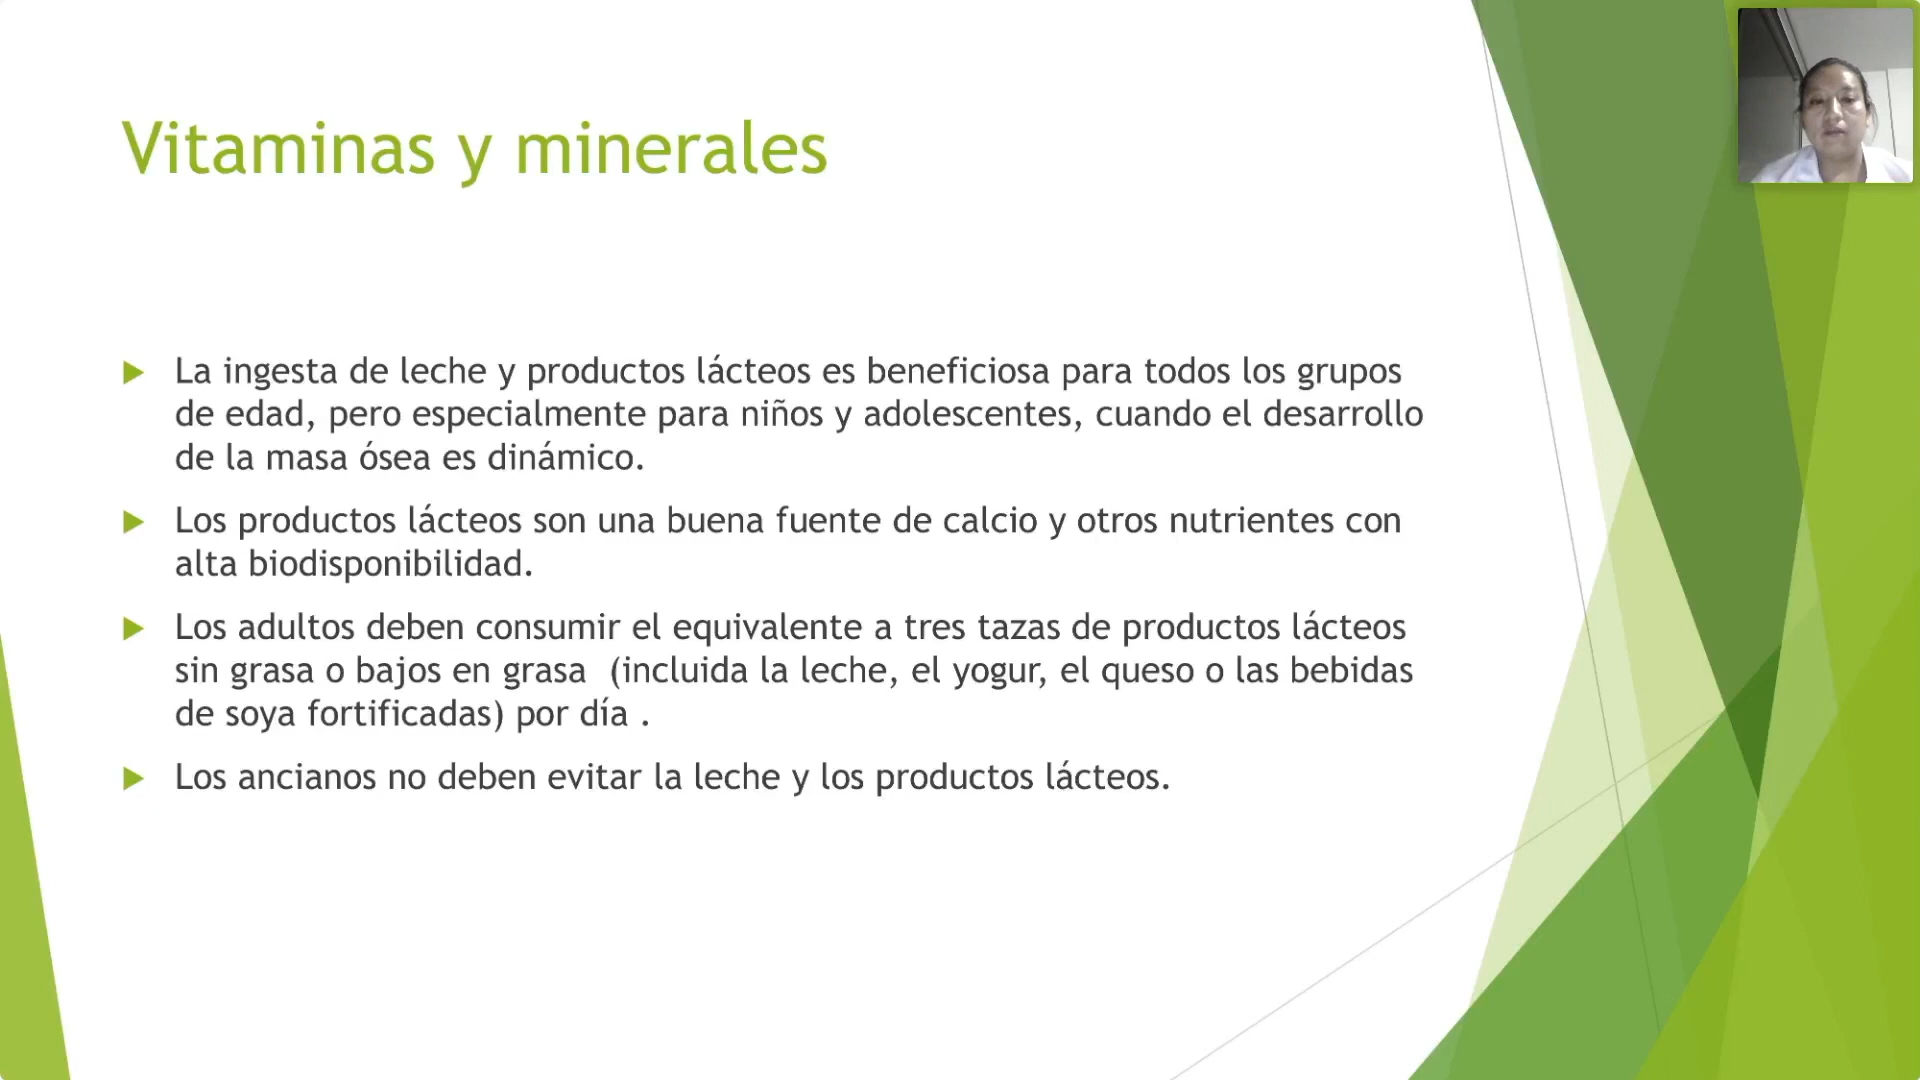 Vitaminas y minerales
La ingesta de leche y productos lácteos es beneficiosa para todos los grupos
de edad, pero especialmente para niños y adolescentes, cuando el desarrollo
de la masa ósea es dinámico.
Los productos lácteos son una buena fuente de calcio y otros nutrientes con
alta biodisponibilidad.
Los adultos deben consumir el equivalente a tres tazas de productos lácteos
sin grasa o bajos en grasa  (incluida la leche, el yogur, el queso o las bebidas
de soya fortificadas) por día .
Los ancianos no deben evitar la leche y los productos lácteos.